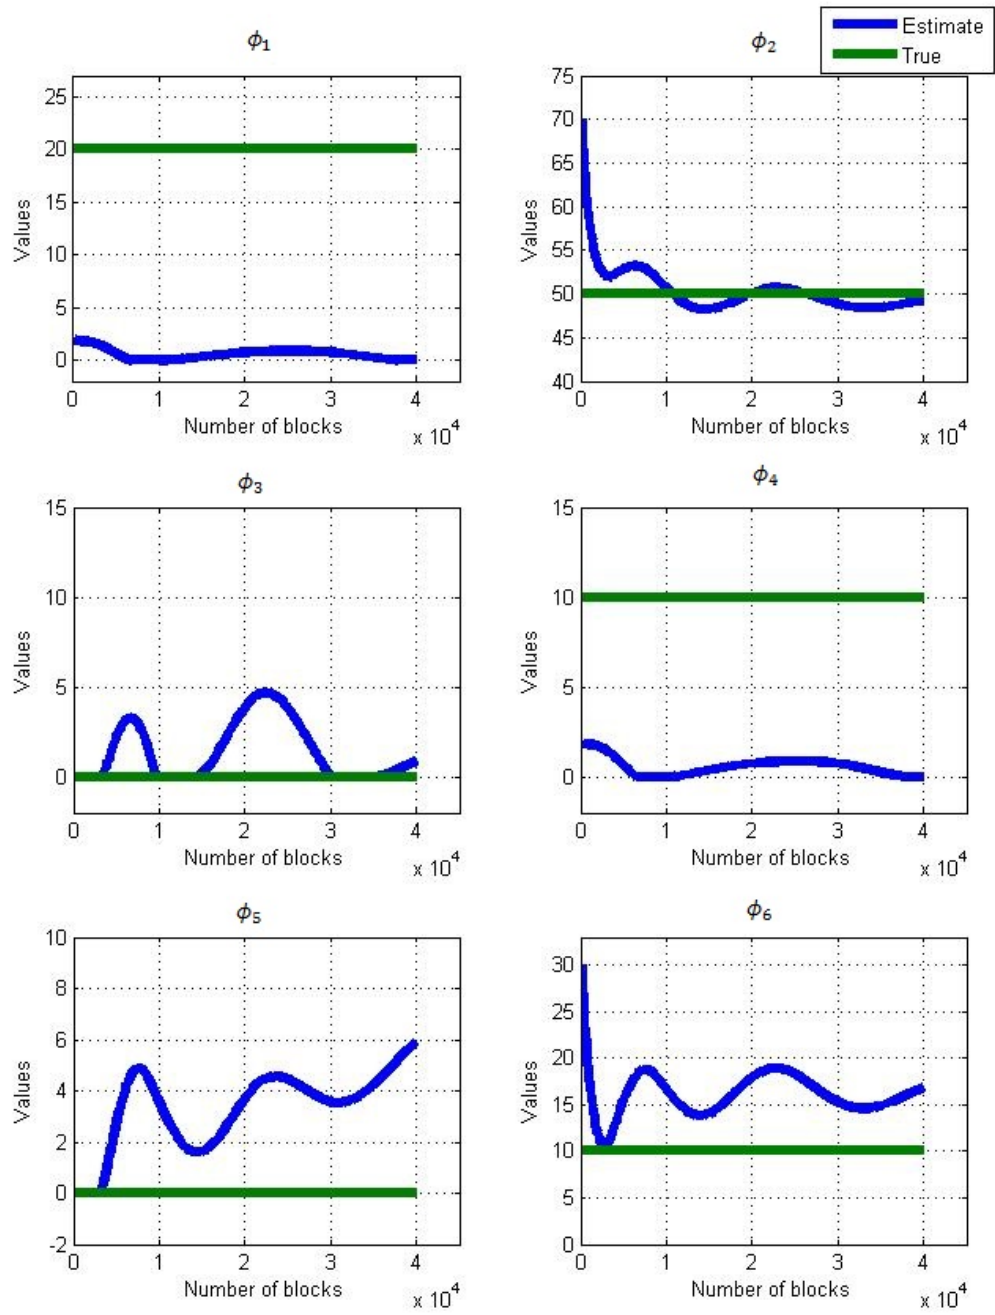 Estimate
True
ϕ1
25
20
15
10
5
0
Values
0 1 2 3 4
Number of blocks
x 10^4
ϕ2
75
70
65
60
55
50
45
40
Values
0 1 2 3 4
Number of blocks
x 10^4
ϕ3
15
10
5
0
Values
0 1 2 3 4
Number of blocks
x 10^4
ϕ4
15
10
5
0
Values
0 1 2 3 4
Number of blocks
x 10^4
ϕ5
10
8
6
4
2
0
-2
Values
0 1 2 3 4
Number of blocks
x 10^4
ϕ6
30
25
20
15
10
5
0
Values
0 1 2 3 4
Number of blocks
x 10^4